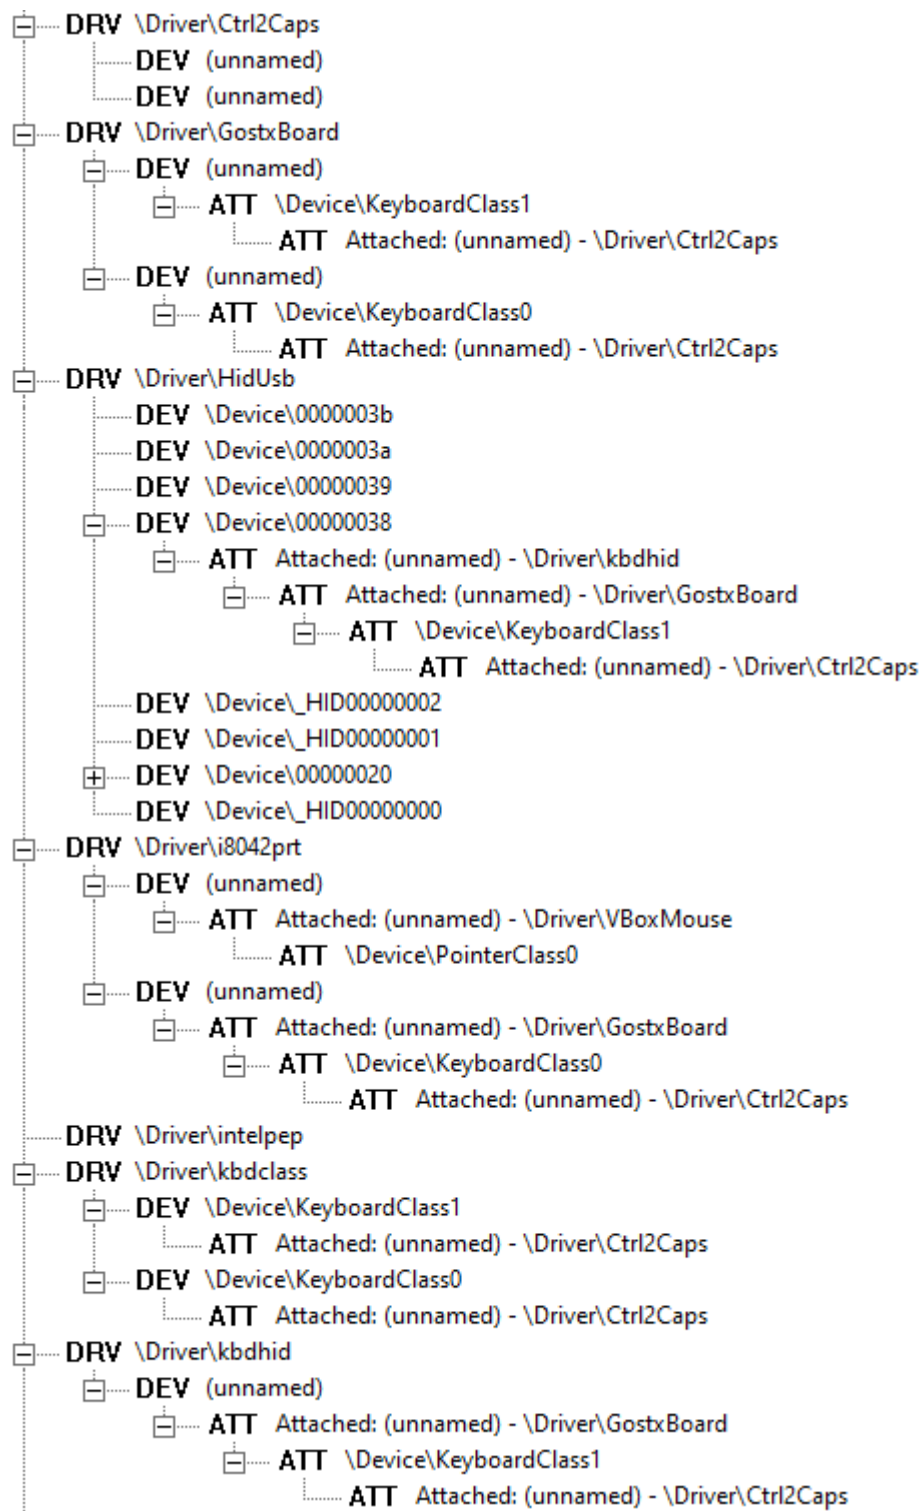 DRV \Driver\Ctrl2Caps
DEV (unnamed)
DEV (unnamed)
DRV \Driver\GostxBoard
DEV (unnamed)
ATT \Device\KeyboardClass1
ATT Attached: (unnamed) - \Driver\Ctrl2Caps
DEV (unnamed)
ATT \Device\KeyboardClass0
ATT Attached: (unnamed) - \Driver\Ctrl2Caps
DRV \Driver\HidUsb
DEV \Device\0000003b
DEV \Device\0000003a
DEV \Device\00000039
DEV \Device\00000038
ATT Attached: (unnamed) - \Driver\kbdhid
ATT Attached: (unnamed) - \Driver\GostxBoard
ATT \Device\KeyboardClass1
ATT Attached: (unnamed) - \Driver\Ctrl2Caps
DEV \Device\_HID00000002
DEV \Device\_HID00000001
DEV \Device\00000020
DEV \Device\_HID00000000
DRV \Driver\i8042prt
DEV (unnamed)
ATT Attached: (unnamed) - \Driver\VBoxMouse
ATT \Device\PointerClass0
DEV (unnamed)
ATT Attached: (unnamed) - \Driver\GostxBoard
ATT \Device\KeyboardClass0
ATT Attached: (unnamed) - \Driver\Ctrl2Caps
DRV \Driver\intelpep
DRV \Driver\kbdclass
DEV \Device\KeyboardClass1
ATT Attached: (unnamed) - \Driver\Ctrl2Caps
DEV \Device\KeyboardClass0
ATT Attached: (unnamed) - \Driver\Ctrl2Caps
DRV \Driver\kbdhid
DEV (unnamed)
ATT Attached: (unnamed) - \Driver\GostxBoard
ATT \Device\KeyboardClass1
ATT Attached: (unnamed) - \Driver\Ctrl2Caps